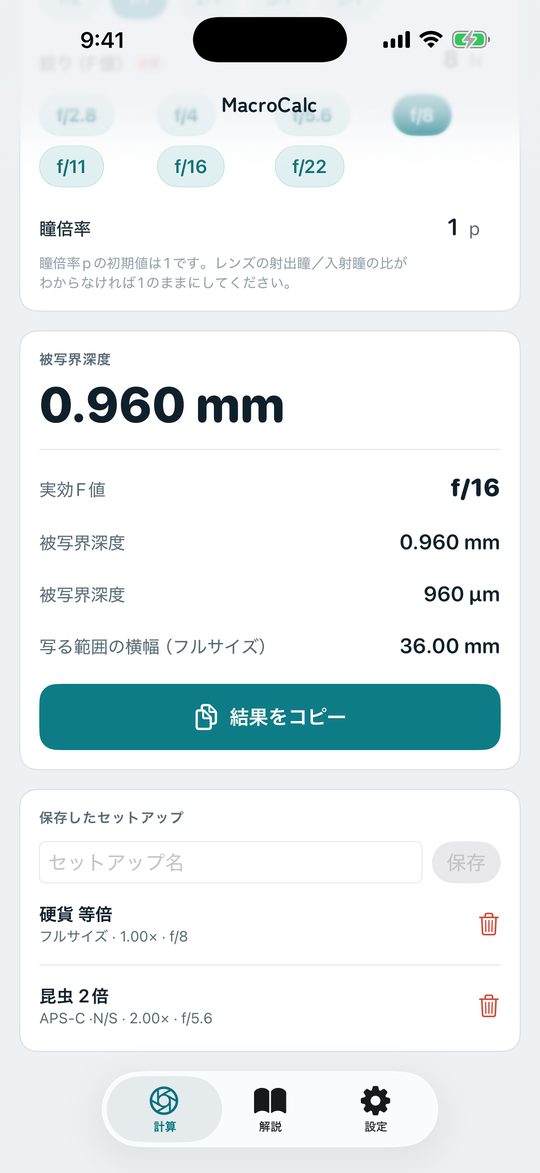 9:41
絞り (F値)
8 N
MacroCalc
f/2.8
f/4
f/5.6
f/8
f/11
f/16
f/22
瞳倍率
1 p
瞳倍率pの初期値は1です。レンズの射出瞳／入射瞳の比が
わからなければ1のままにしてください。
被写界深度
0.960 mm
実効F値
f/16
被写界深度
0.960 mm
被写界深度
960 μm
写る範囲の横幅（フルサイズ）
36.00 mm
結果をコピー
保存したセットアップ
セットアップ名
保存
硬貨 等倍
フルサイズ · 1.00× · f/8
昆虫 2倍
APS-C ·N/S · 2.00× · f/5.6
計算
解説
設定